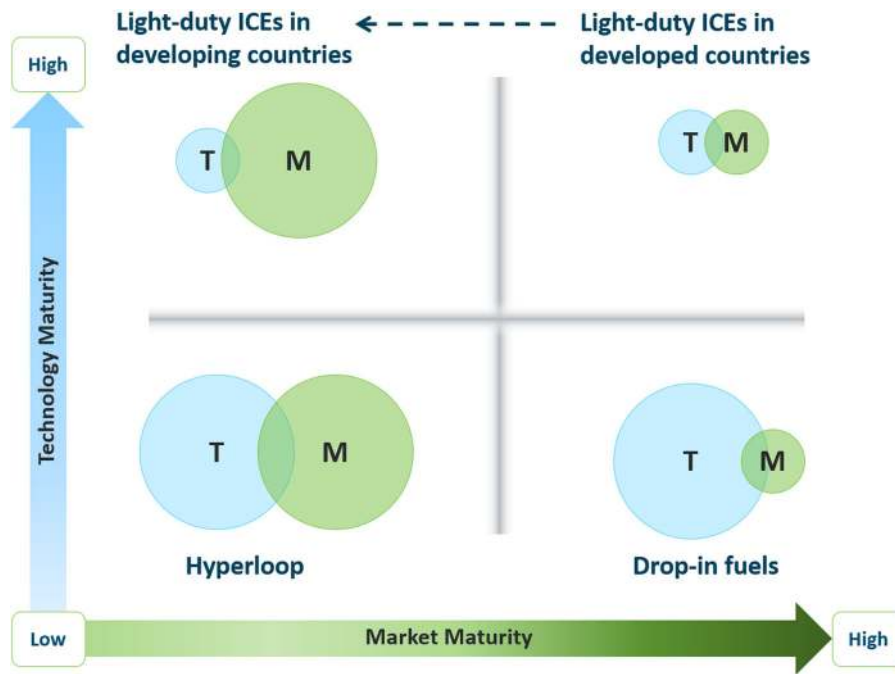 Light-duty ICEs in
developing countries
Light-duty ICEs in
developed countries
High
T
M
T
M
Technology Maturity
T
M
T
M
Hyperloop
Drop-in fuels
Low
Market Maturity
High